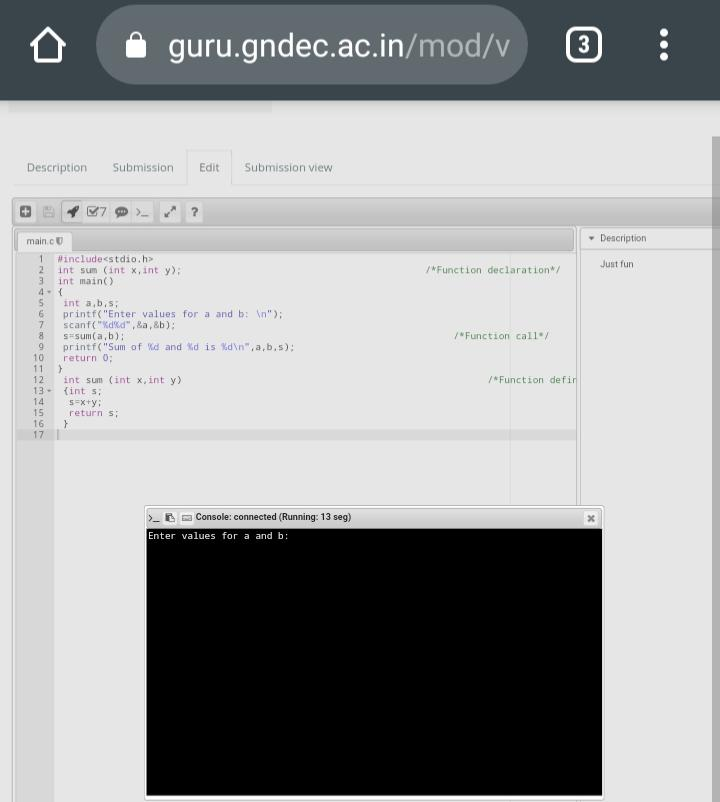 guru.gndec.ac.in/mod/v
3
Description Submission Edit Submission view
7 >_ ?
main.c
Description
Just fun
1 #include<stdio.h>
2 int sum (int x,int y); /*Function declaration*/
3 int main()
4 {
5 int a,b,s;
6 printf("Enter values for a and b: \n");
7 scanf("%d%d",&a,&b);
8 s=sum(a,b); /*Function call*/
9 printf("Sum of %d and %d is %d\n",a,b,s);
10 return 0;
11 }
12 int sum (int x,int y) /*Function defin
13 {int s;
14 s=x+y;
15 return s;
16 }
17
>_ Console: connected (Running: 13 seg)
Enter values for a and b: